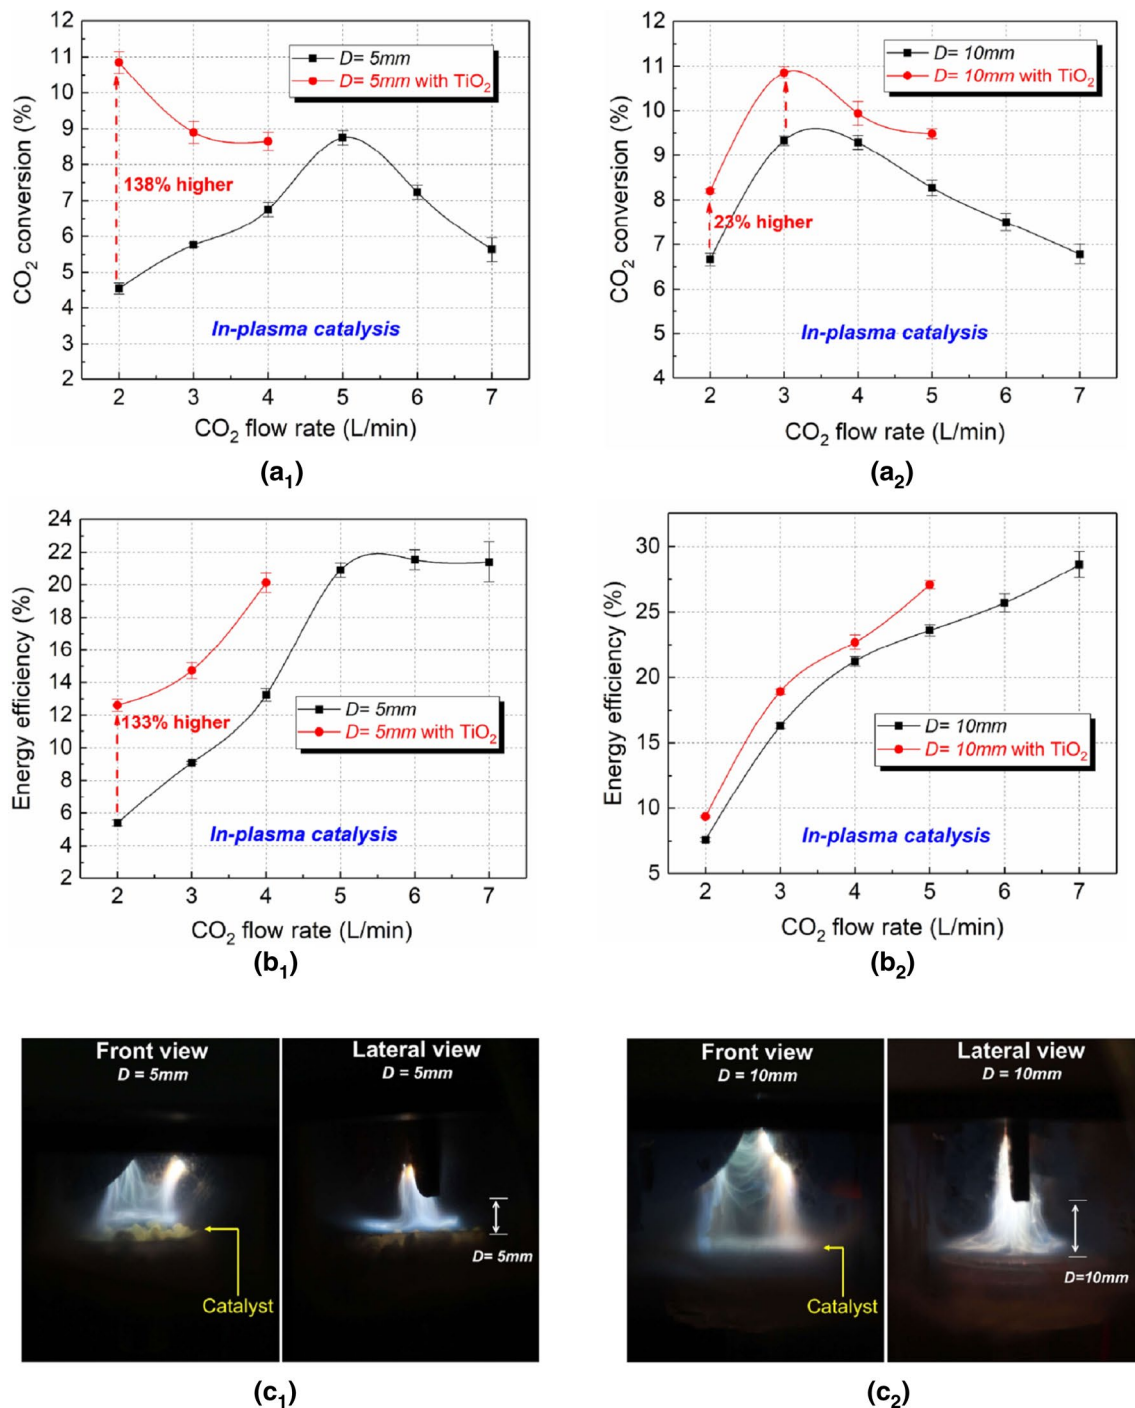 12
11
10
9
8
7
6
5
4
3
2
CO₂ conversion (%)
D= 5mm
D= 5mm with TiO₂
138% higher
In-plasma catalysis
2 3 4 5 6 7
CO₂ flow rate (L/min)
(a₁)
12
11
10
9
8
7
6
5
4
CO₂ conversion (%)
D= 10mm
D= 10mm with TiO₂
23% higher
In-plasma catalysis
2 3 4 5 6 7
CO₂ flow rate (L/min)
(a₂)
24
22
20
18
16
14
12
10
8
6
4
2
Energy efficiency (%)
D= 5mm
D= 5mm with TiO₂
133% higher
In-plasma catalysis
2 3 4 5 6 7
CO₂ flow rate (L/min)
(b₁)
30
25
20
15
10
5
Energy efficiency (%)
D= 10mm
D= 10mm with TiO₂
In-plasma catalysis
2 3 4 5 6 7
CO₂ flow rate (L/min)
(b₂)
Front view
D = 5mm
Catalyst
Lateral view
D = 5mm
D= 5mm
(c₁)
Front view
D = 10mm
Catalyst
Lateral view
D = 10mm
D=10mm
(c₂)